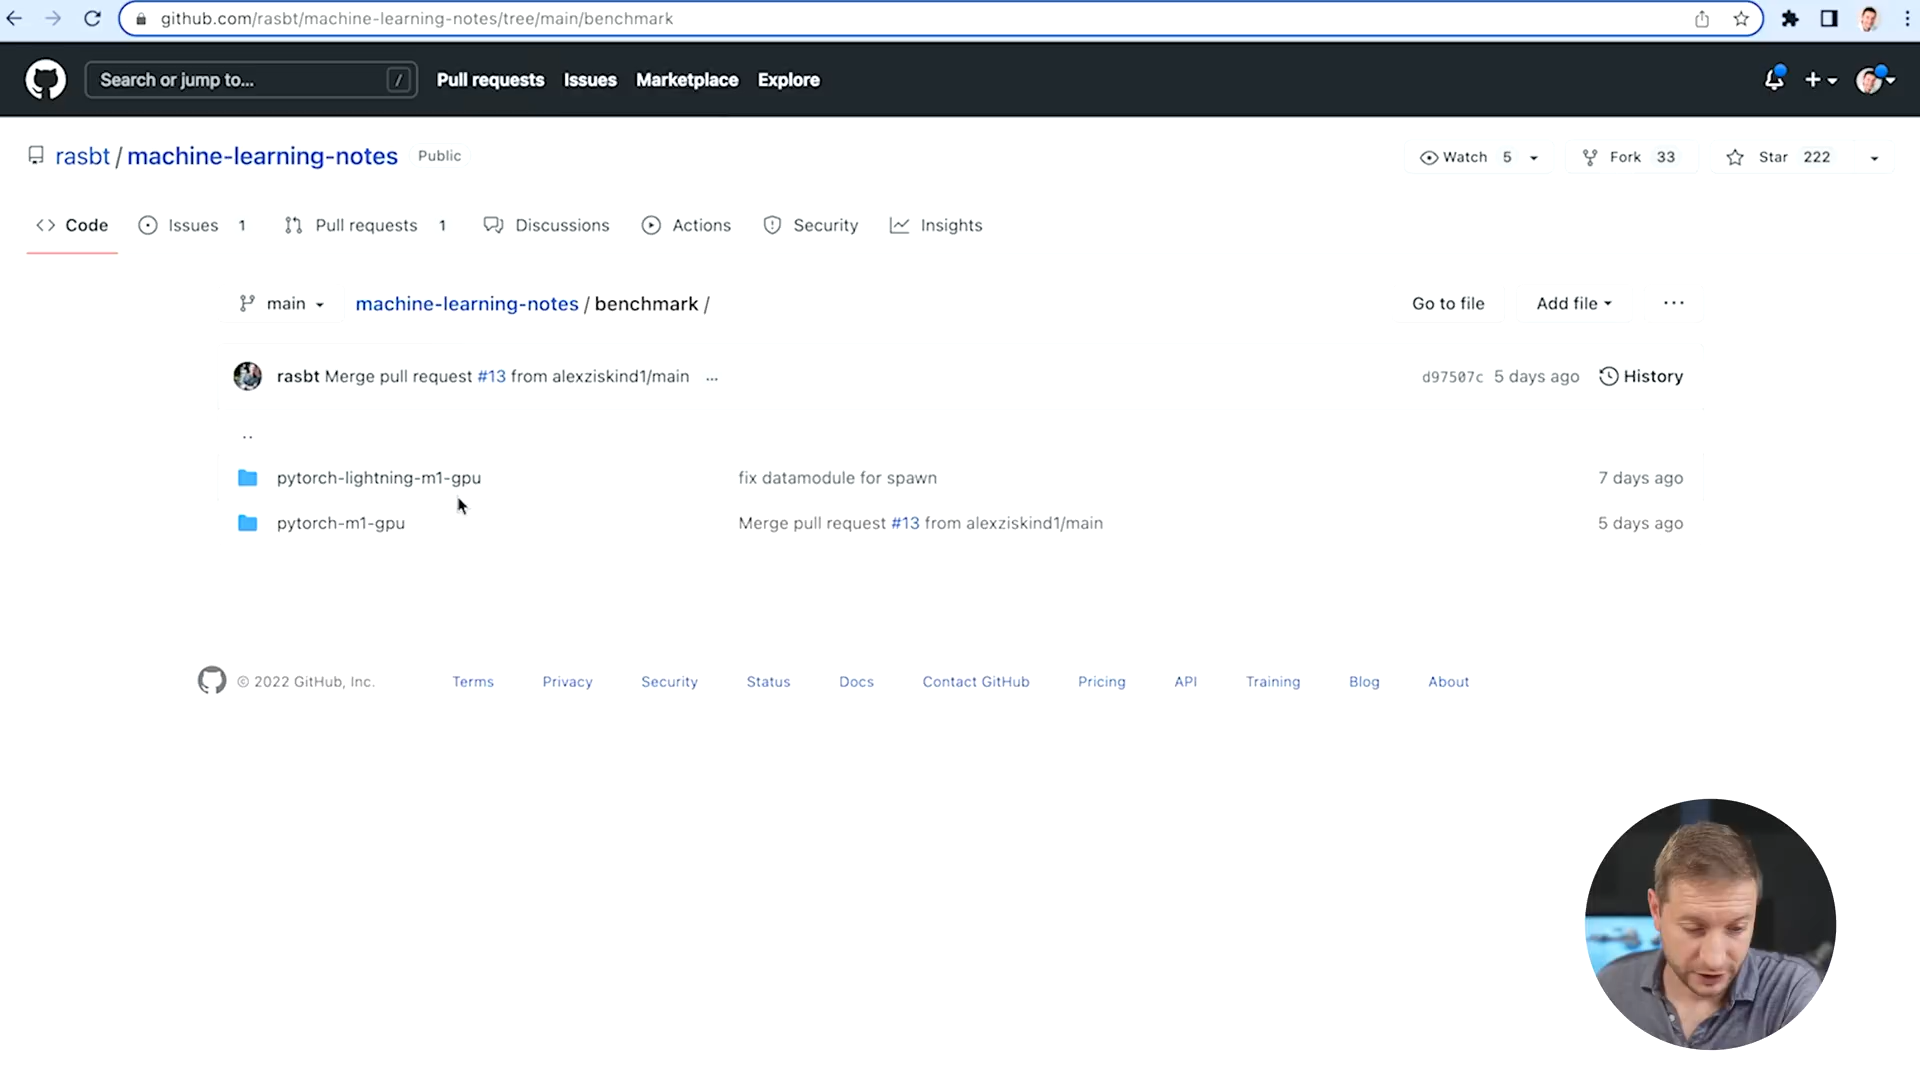 github.com/rasbt/machine-learning-notes/tree/main/benchmark
Search or jump to... /
Pull requests Issues Marketplace Explore
rasbt / machine-learning-notes Public
Watch 5 Fork 33 Star 222
Code Issues 1 Pull requests 1 Discussions Actions Security Insights
main machine-learning-notes / benchmark / Go to file Add file ...
rasbt Merge pull request #13 from alexziskind1/main ... d97507c 5 days ago History
..
pytorch-lightning-m1-gpu fix datamodule for spawn 7 days ago
pytorch-m1-gpu Merge pull request #13 from alexziskind1/main 5 days ago
© 2022 GitHub, Inc. Terms Privacy Security Status Docs Contact GitHub Pricing API Training Blog About